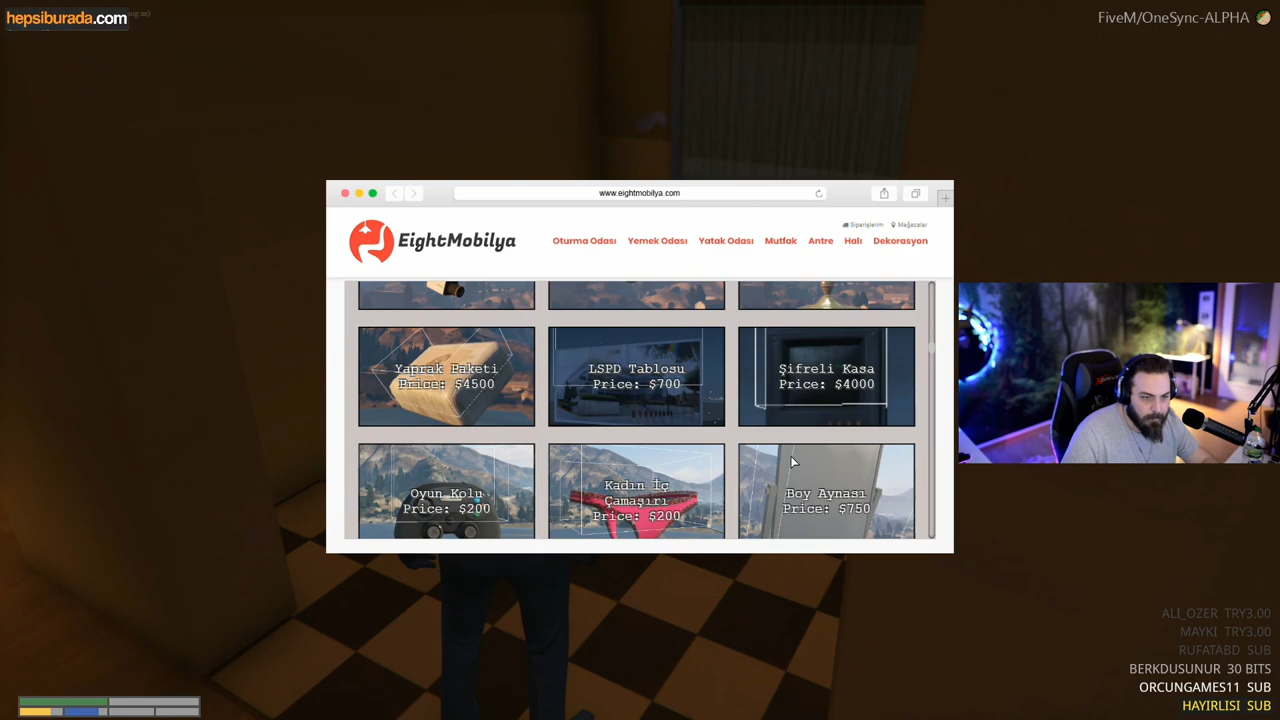 hepsiburada.com
FiveM/OneSync-ALPHA
www.eightmobilya.com
Siparişlerim Mağazalar
EightMobilya
Oturma Odası Yemek Odası Yatak Odası Mutfak Antre Halı Dekorasyon
Yaprak Paketi
Price: $4500
LSPD Tablosu
Price: $700
Şifreli Kasa
Price: $4000
Oyun Kolu
Price: $200
Kadın İç
Çamaşırı
Price: $200
Boy Aynası
Price: $750
ALI_OZER TRY3.00
MAYKI TRY3.00
RUFATABD SUB
BERKDUSUNUR 30 BITS
ORCUNGAMES11 SUB
HAYIRLISI SUB